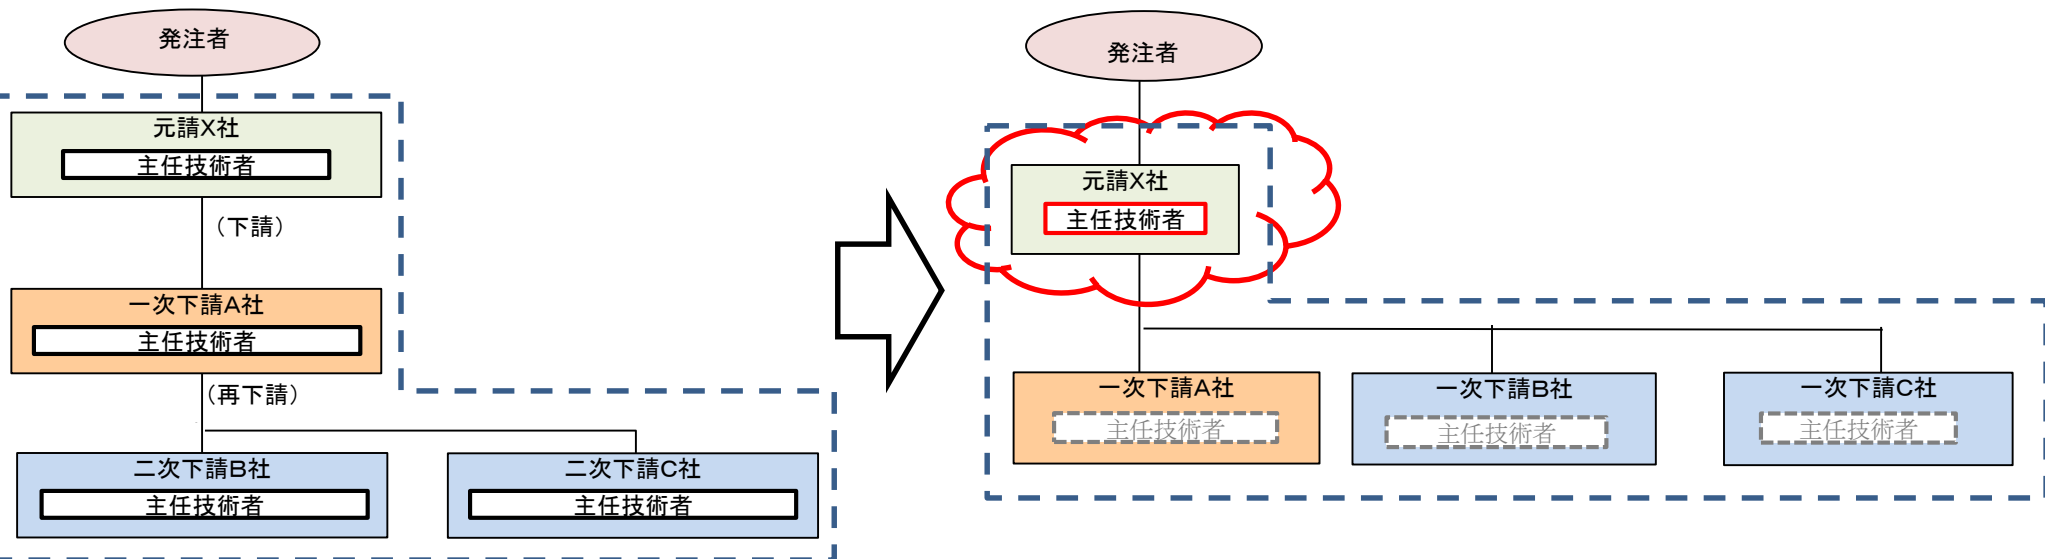 発注者
元請X社
主任技術者
（下請）
一次下請A社
主任技術者
（再下請）
二次下請B社
主任技術者
二次下請C社
主任技術者
発注者
元請X社
主任技術者
一次下請A社
主任技術者
一次下請B社
主任技術者
一次下請C社
主任技術者